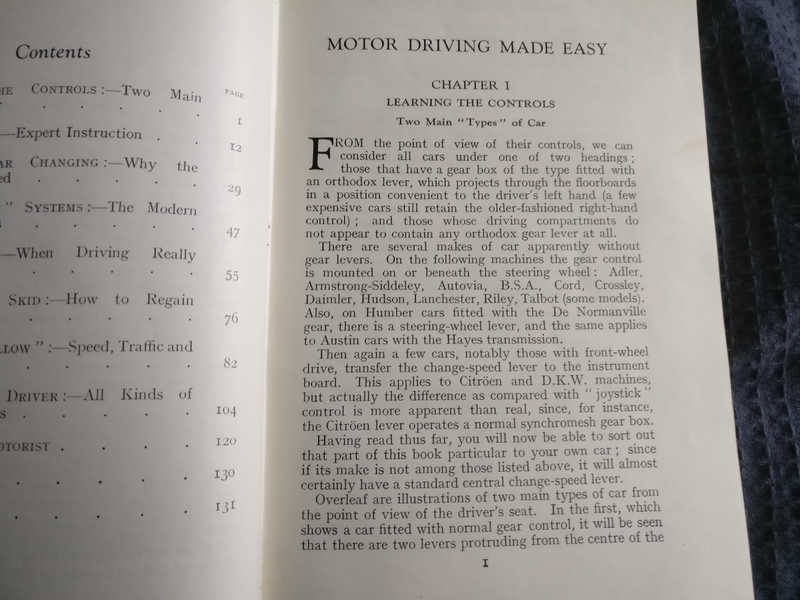 Contents
HE CONTROLS :—Two Main
PAGE
1
—Expert Instruction .
12
AR CHANGING :—Why the
ed . . . . .
29
" SYSTEMS :—The Modern
. . . . .
47
—When Driving Really
. . . . .
55
SKID :—How to Regain
. . . . .
76
LLOW " :—Speed, Traffic and
. . . . .
82
DRIVER :—All Kinds of
s . . . . .
104
OTORIST . . . .
120
. . . . .
130
. . . . .
131
MOTOR DRIVING MADE EASY
CHAPTER I
LEARNING THE CONTROLS
Two Main "Types" of Car
FROM the point of view of their controls, we can
consider all cars under one of two headings ;
those that have a gear box of the type fitted with
an orthodox lever, which projects through the floorboards
in a position convenient to the driver's left hand (a few
expensive cars still retain the older-fashioned right-hand
control) ; and those whose driving compartments do
not appear to contain any orthodox gear lever at all.
There are several makes of car apparently without
gear levers. On the following machines the gear control
is mounted on or beneath the steering wheel : Adler,
Armstrong-Siddeley, Autovia, B.S.A., Cord, Crossley,
Daimler, Hudson, Lanchester, Riley, Talbot (some models).
Also, on Humber cars fitted with the De Normanville
gear, there is a steering-wheel lever, and the same applies
to Austin cars with the Hayes transmission.
Then again a few cars, notably those with front-wheel
drive, transfer the change-speed lever to the instrument
board. This applies to Citröen and D.K.W. machines,
but actually the difference as compared with " joystick "
control is more apparent than real, since, for instance,
the Citröen lever operates a normal synchromesh gear box.
Having read thus far, you will now be able to sort out
that part of this book particular to your own car ; since
if its make is not among those listed above, it will almost
certainly have a standard central change-speed lever.
Overleaf are illustrations of two main types of car from
the point of view of the driver's seat. In the first, which
shows a car fitted with normal gear control, it will be seen
that there are two levers protruding from the centre of the
1